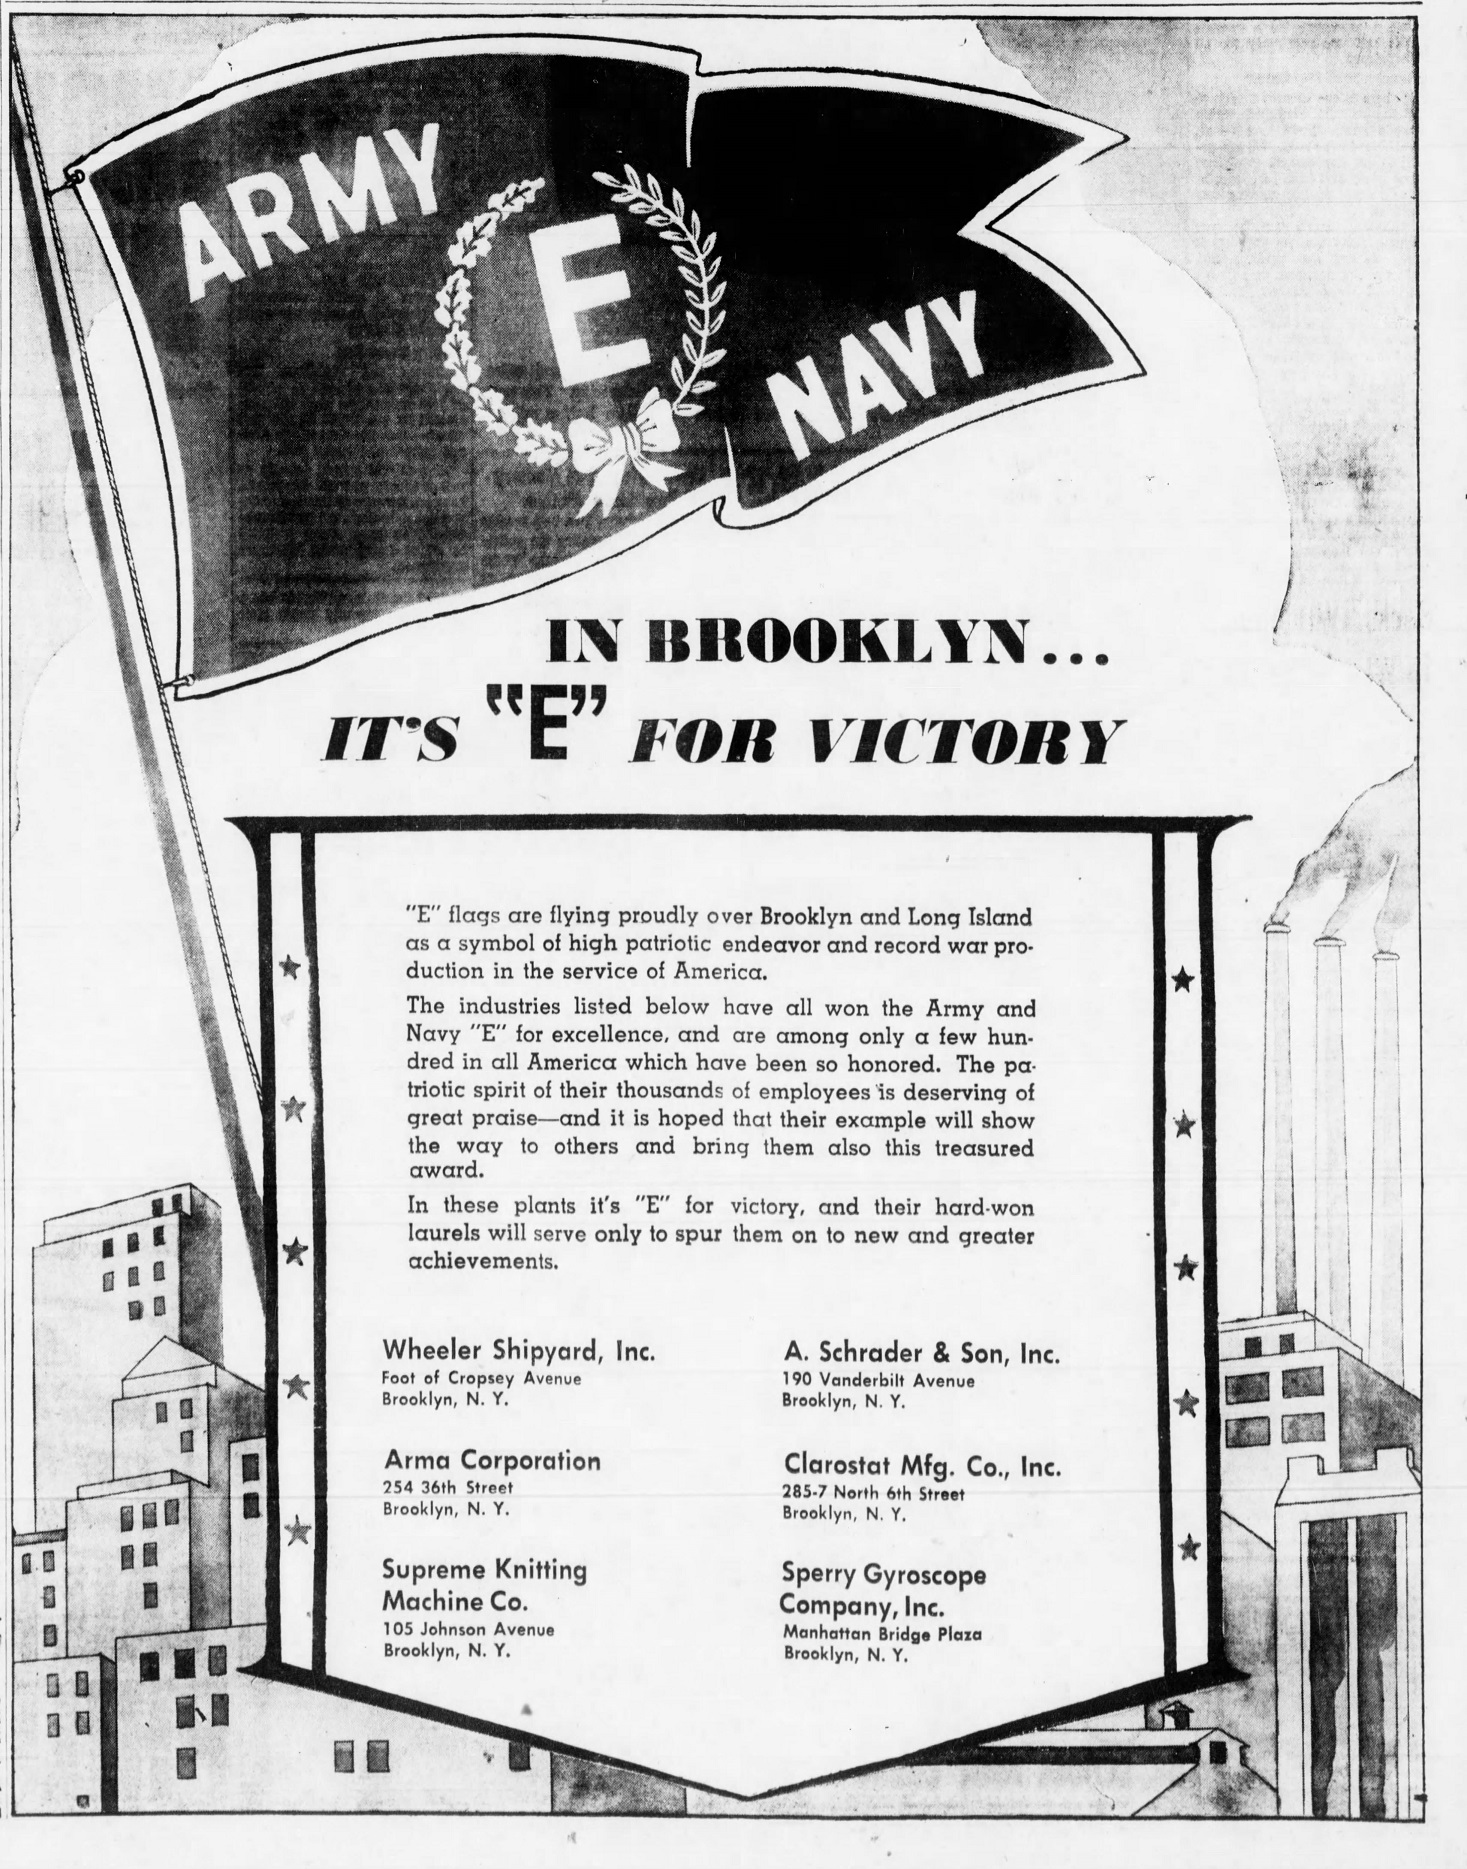 ARMY
E
NAVY
IN BROOKLYN...
IT'S "E" FOR VICTORY
"E" flags are flying proudly over Brooklyn and Long Island
as a symbol of high patriotic endeavor and record war pro-
duction in the service of America.
The industries listed below have all won the Army and
Navy "E" for excellence, and are among only a few hun-
dred in all America which have been so honored. The pa-
triotic spirit of their thousands of employees is deserving of
great praise—and it is hoped that their example will show
the way to others and bring them also this treasured
award.
In these plants it's "E" for victory, and their hard-won
laurels will serve only to spur them on to new and greater
achievements.
Wheeler Shipyard, Inc.
Foot of Cropsey Avenue
Brooklyn, N. Y.
A. Schrader & Son, Inc.
190 Vanderbilt Avenue
Brooklyn, N. Y.
Arma Corporation
254 36th Street
Brooklyn, N. Y.
Clarostat Mfg. Co., Inc.
285-7 North 6th Street
Brooklyn, N. Y.
Supreme Knitting
Machine Co.
105 Johnson Avenue
Brooklyn, N. Y.
Sperry Gyroscope
Company, Inc.
Manhattan Bridge Plaza
Brooklyn, N. Y.